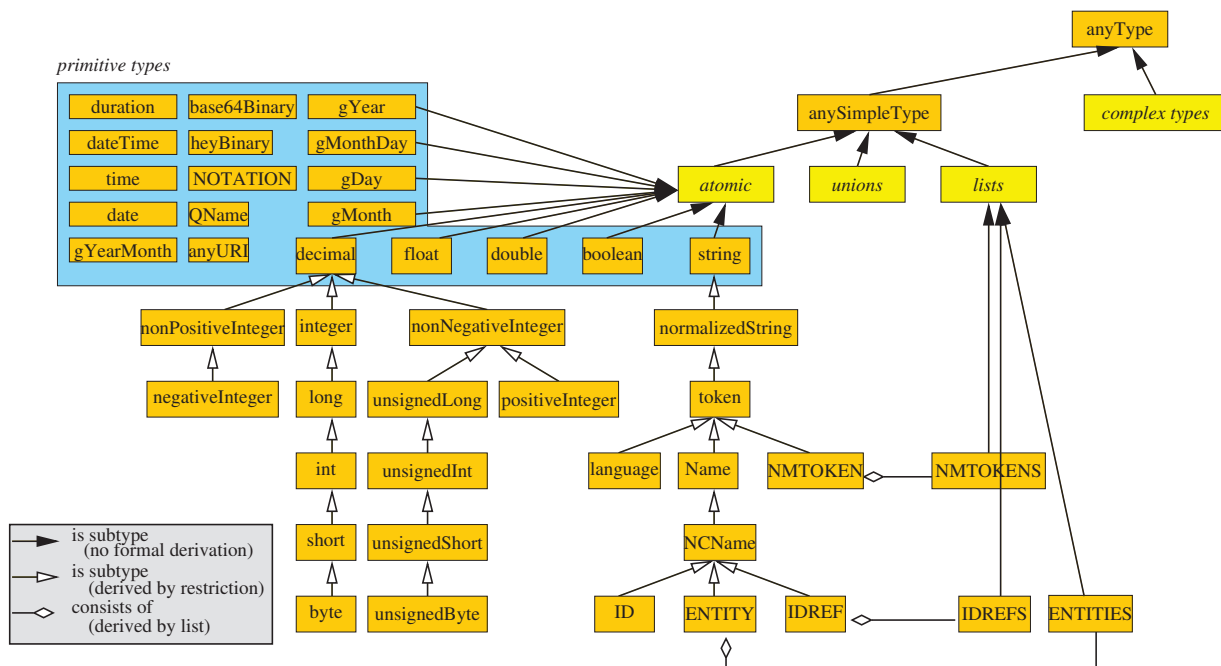 anyType
primitive types
duration base64Binary gYear
anySimpleType
complex types
dateTime heyBinary gMonthDay
time NOTATION gDay
atomic
unions
lists
date QName gMonth
gYearMonth anyURI
decimal
float
double
boolean
string
nonPositiveInteger
integer
nonNegativeInteger
normalizedString
negativeInteger
long
unsignedLong
positiveInteger
token
int
unsignedInt
language
Name
NMTOKEN
NMTOKENS
short
unsignedShort
NCName
byte
unsignedByte
ID
ENTITY
IDREF
IDREFS
ENTITIES
is subtype
(no formal derivation)
is subtype
(derived by restriction)
consists of
(derived by list)